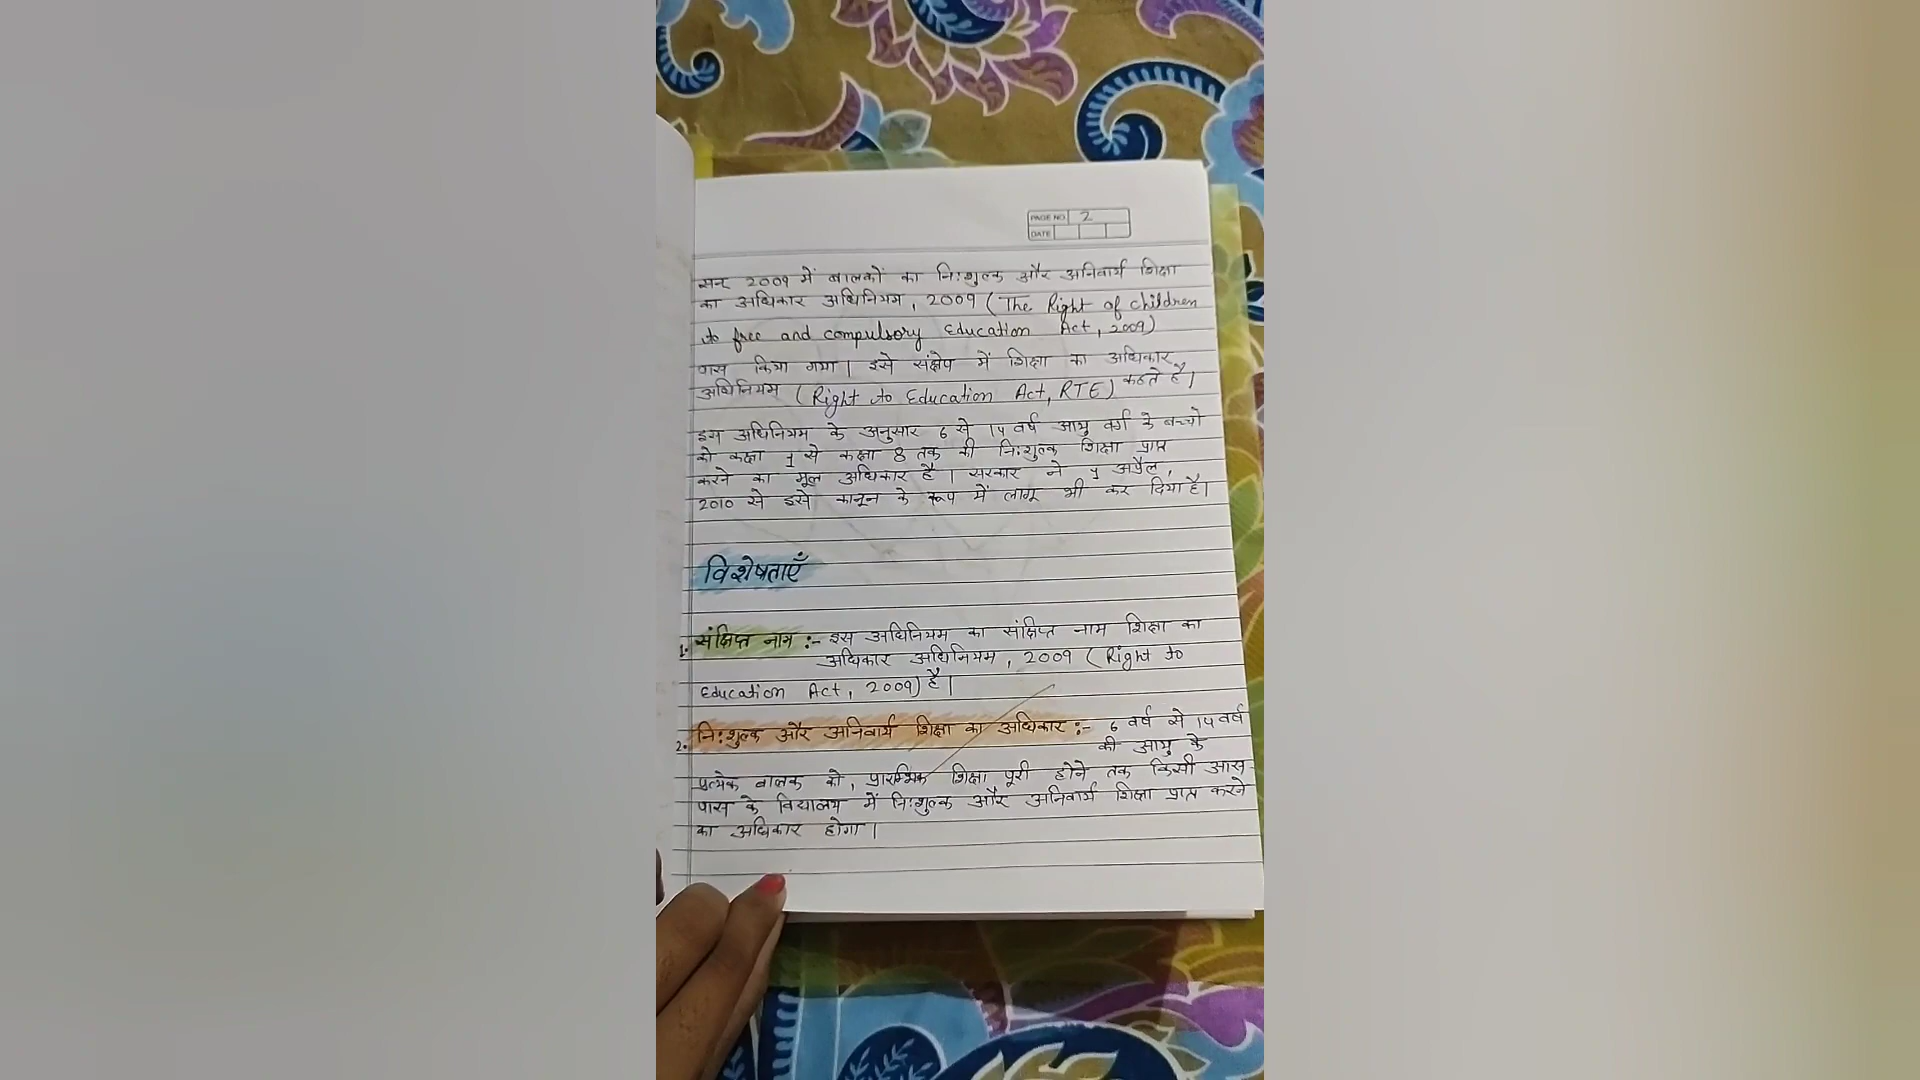 PAGE NO. 2
DATE
सन् 2009 में बालकों का नि:शुल्क और अनिवार्य शिक्षा
का अधिकार अधिनियम, 2009 (The Right of children
to free and compulsory Education Act, 2009)
पास किया गया। इसे संक्षेप में शिक्षा का अधिकार
अधिनियम (Right to Education Act, RTE) कहते है।
इस अधिनियम के अनुसार 6 से 14 वर्ष आयु वर्ग के बच्चो
को कक्षा 1 से कक्षा 8 तक की नि:शुल्क शिक्षा प्राप्त
करने का मूल अधिकार है। सरकार ने 1 अप्रैल,
2010 से इसे कानून के रूप में लागू भी कर दिया है।
विशेषताएँ
1. संक्षिप्त नाम :- इस अधिनियम का संक्षिप्त नाम शिक्षा का
अधिकार अधिनियम, 2009 (Right to
Education Act, 2009) है।
2. नि:शुल्क और अनिवार्य शिक्षा का अधिकार :- 6 वर्ष से 14 वर्ष
की आयु के
प्रत्येक बालक को, प्रारम्भिक शिक्षा पूरी होने तक किसी आस-
पास के विद्यालय में नि:शुल्क और अनिवार्य शिक्षा प्राप्त करने
का अधिकार होगा।